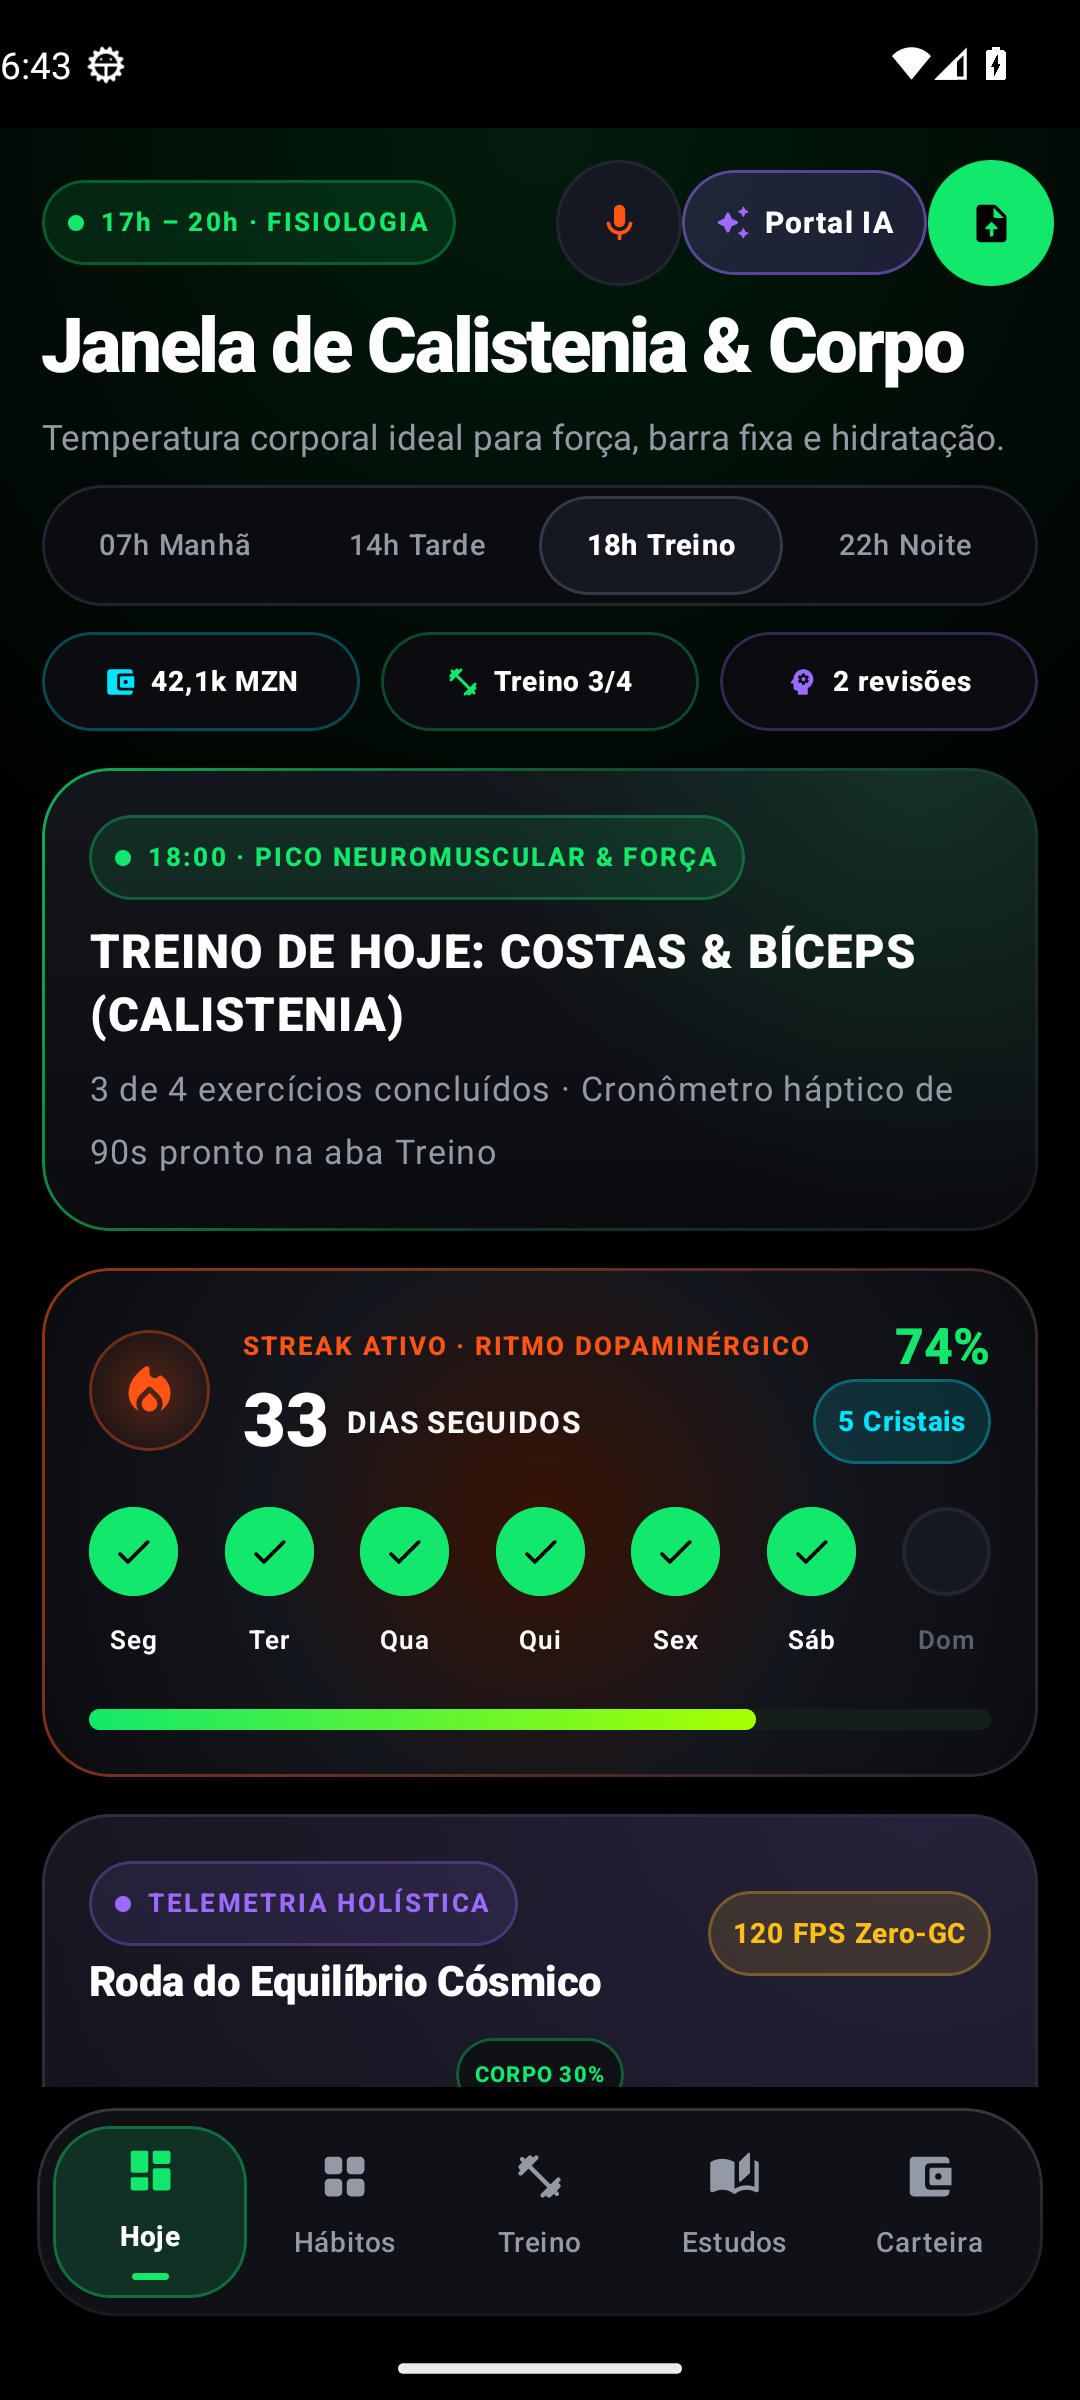 6:43
17h – 20h · FISIOLOGIA
Portal IA
Janela de Calistenia & Corpo
Temperatura corporal ideal para força, barra fixa e hidratação.
07h Manhã
14h Tarde
18h Treino
22h Noite
42,1k MZN
Treino 3/4
2 revisões
18:00 · PICO NEUROMUSCULAR & FORÇA
TREINO DE HOJE: COSTAS & BÍCEPS
(CALISTENIA)
3 de 4 exercícios concluídos · Cronômetro háptico de
90s pronto na aba Treino
STREAK ATIVO · RITMO DOPAMINÉRGICO
74%
33 DIAS SEGUIDOS
5 Cristais
Seg
Ter
Qua
Qui
Sex
Sáb
Dom
TELEMETRIA HOLÍSTICA
120 FPS Zero-GC
Roda do Equilíbrio Cósmico
CORPO 30%
Hoje
Hábitos
Treino
Estudos
Carteira